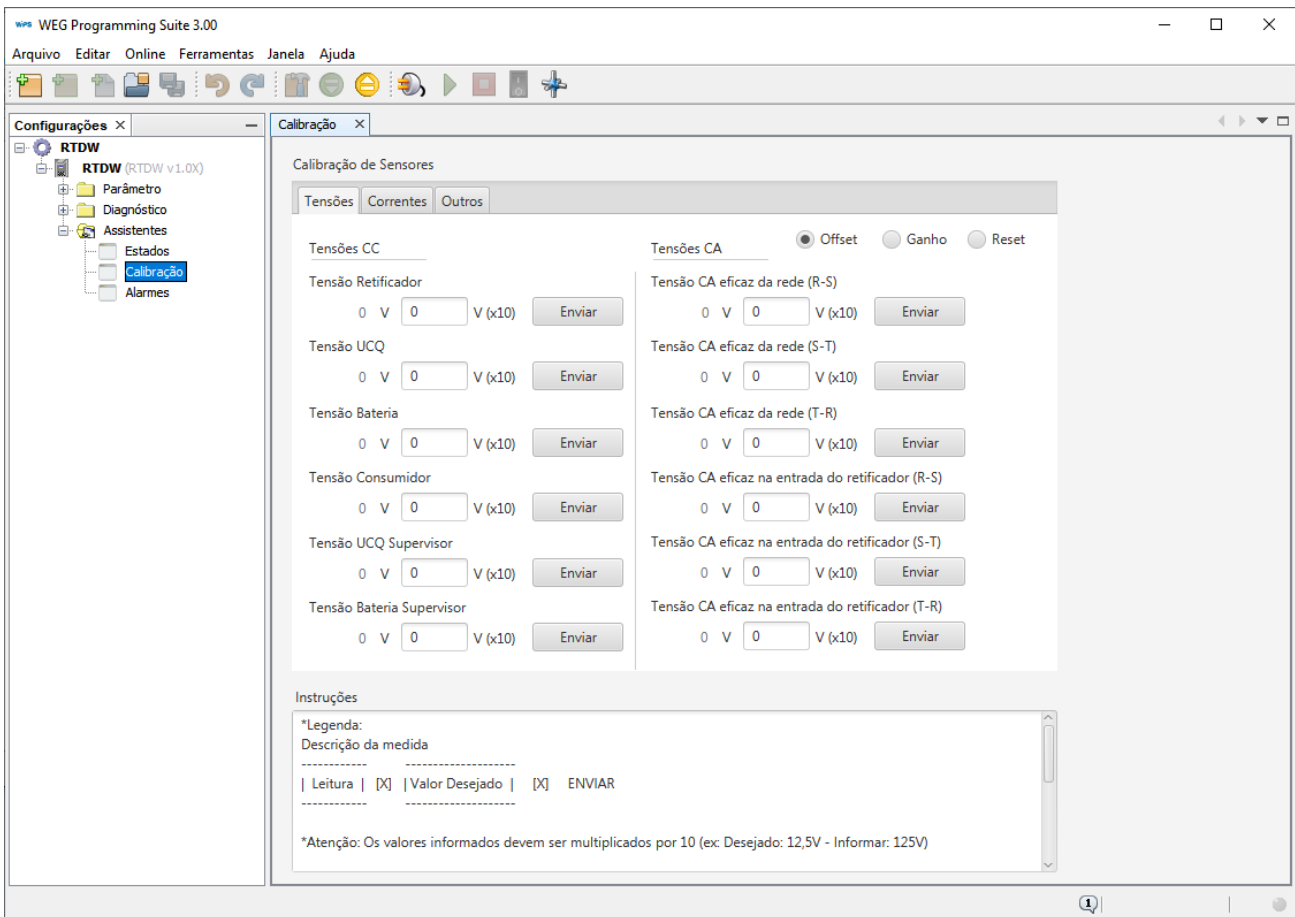 WPS WEG Programming Suite 3.00
Arquivo Editar Online Ferramentas Janela Ajuda
Configurações
Calibração
RTDW
RTDW (RTDW v1.0X)
Parâmetro
Diagnóstico
Assistentes
Estados
Calibração
Alarmes
Calibração de Sensores
Tensões Correntes Outros
Tensões CC
Tensões CA Offset Ganho Reset
Tensão Retificador
0 V 0 V (x10) Enviar
Tensão UCQ
0 V 0 V (x10) Enviar
Tensão Bateria
0 V 0 V (x10) Enviar
Tensão Consumidor
0 V 0 V (x10) Enviar
Tensão UCQ Supervisor
0 V 0 V (x10) Enviar
Tensão Bateria Supervisor
0 V 0 V (x10) Enviar
Tensão CA eficaz da rede (R-S)
0 V 0 V (x10) Enviar
Tensão CA eficaz da rede (S-T)
0 V 0 V (x10) Enviar
Tensão CA eficaz da rede (T-R)
0 V 0 V (x10) Enviar
Tensão CA eficaz na entrada do retificador (R-S)
0 V 0 V (x10) Enviar
Tensão CA eficaz na entrada do retificador (S-T)
0 V 0 V (x10) Enviar
Tensão CA eficaz na entrada do retificador (T-R)
0 V 0 V (x10) Enviar
Instruções
*Legenda:
Descrição da medida
------------ --------------------
| Leitura | [X] | Valor Desejado | [X] ENVIAR
------------ --------------------
*Atenção: Os valores informados devem ser multiplicados por 10 (ex: Desejado: 12,5V - Informar: 125V)
1